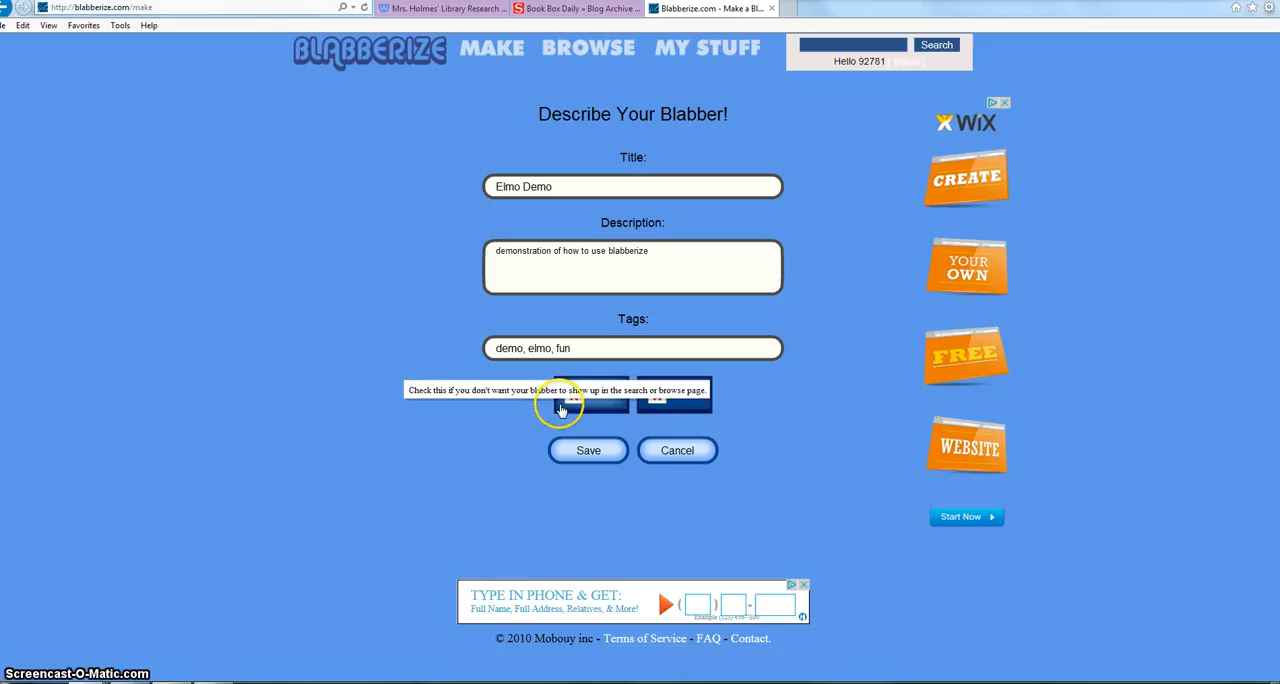 http://blabberize.com/make
Mrs. Holmes' Library Research ...
Book Box Daily » Blog Archive ...
Blabberize.com - Make a Bl...
Edit View Favorites Tools Help
BLABBERIZE MAKE BROWSE MY STUFF
Search
Hello 92781
Describe Your Blabber!
WiX
Title:
CREATE
Elmo Demo
Description:
demonstration of how to use blabberize
YOUR
OWN
Tags:
demo, elmo, fun
FREE
Check this if you don't want your blabber to show up in the search or browse page.
Save Cancel
WEBSITE
Start Now
TYPE IN PHONE & GET:
Full Name, Full Address, Relatives, & More!
( ) -
Example (123) 456-7890
© 2010 Mobouy inc - Terms of Service - FAQ - Contact.
Screencast-O-Matic.com